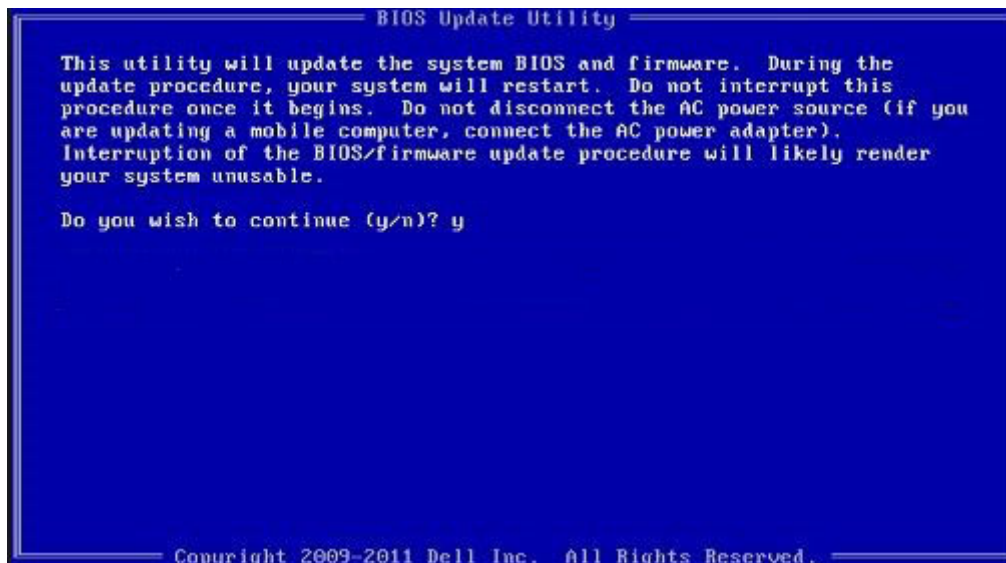 BIOS Update Utility
This utility will update the system BIOS and firmware. During the
update procedure, your system will restart. Do not interrupt this
procedure once it begins. Do not disconnect the AC power source (if you
are updating a mobile computer, connect the AC power adapter).
Interruption of the BIOS/firmware update procedure will likely render
your system unusable.
Do you wish to continue (y/n)? y
Copyright 2009-2011 Dell Inc. All Rights Reserved.